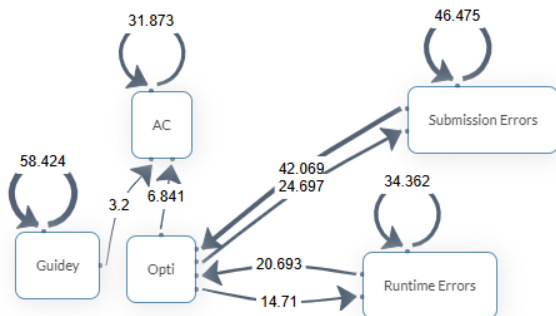 31.873
46.475
AC
Submission Errors
58.424
42.069
24.697
34.362
3.2
6.841
Guidey
Opti
20.693
14.71
Runtime Errors